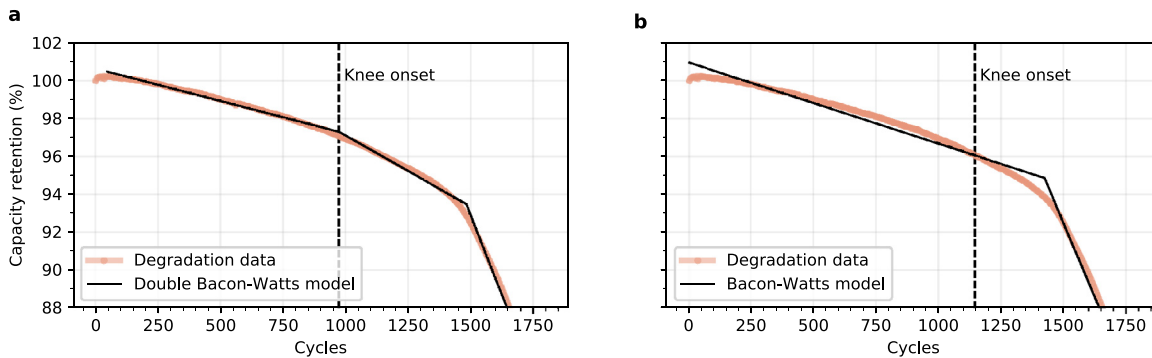 a
102
100
98
96
94
92
90
88
Capacity retention (%)
Knee onset
Degradation data
Double Bacon-Watts model
0 250 500 750 1000 1250 1500 1750
Cycles
b
Knee onset
Degradation data
Bacon-Watts model
0 250 500 750 1000 1250 1500 1750
Cycles